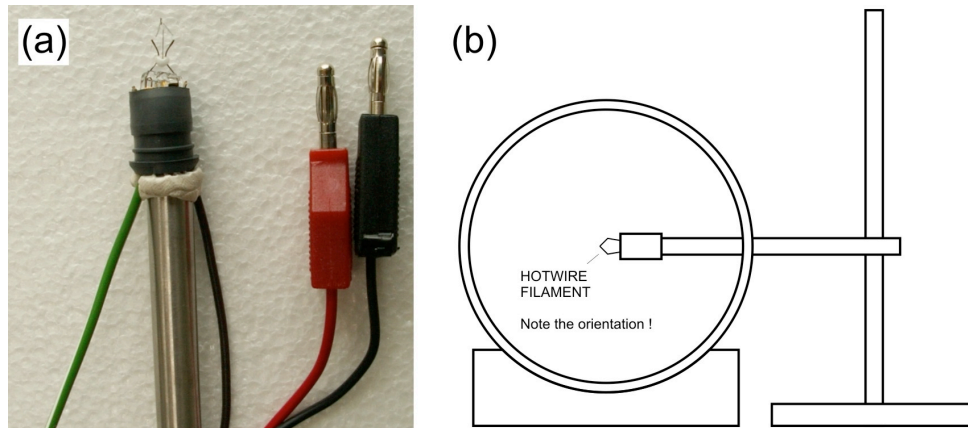 (a)
(b)
HOTWIRE
FILAMENT
Note the orientation !